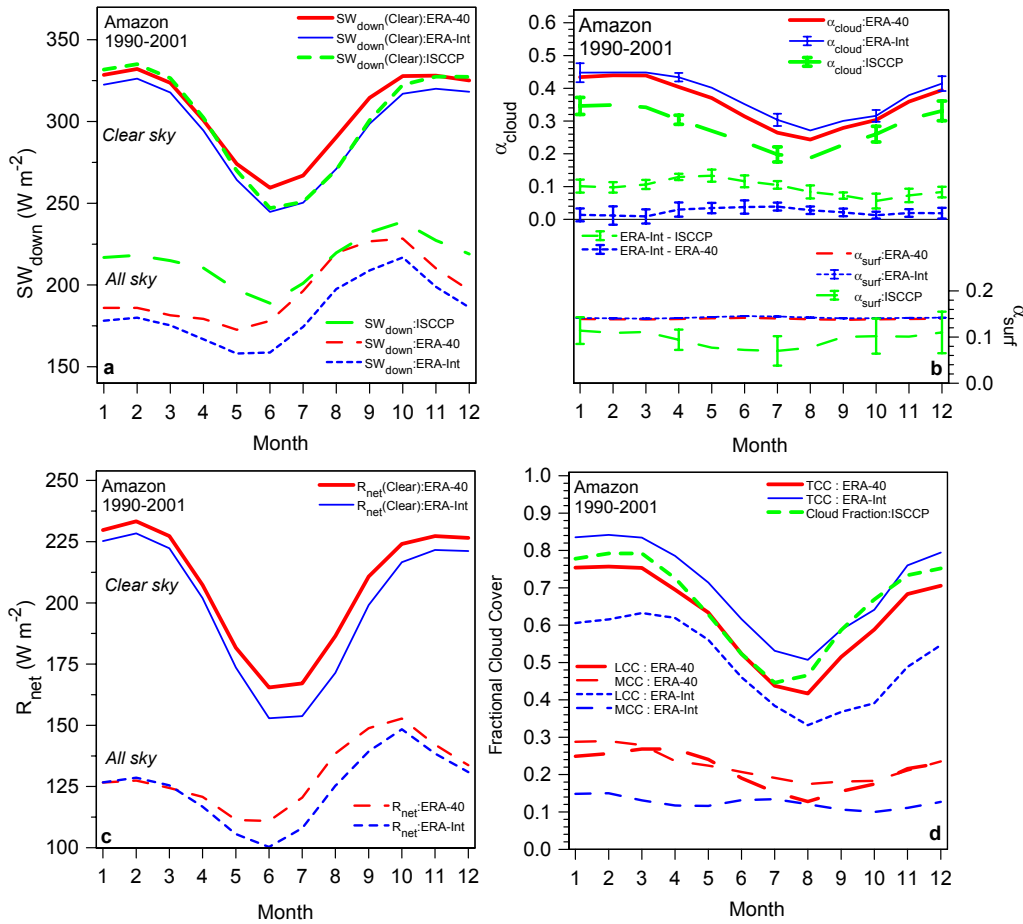 Amazon
1990-2001
SW_down(Clear):ERA-40
SW_down(Clear):ERA-Int
SW_down(Clear):ISCCP
Clear sky
All sky
SW_down:ISCCP
SW_down:ERA-40
SW_down:ERA-Int
a
SW_down (W m-2)
350
325
300
275
250
225
200
175
150
1 2 3 4 5 6 7 8 9 10 11 12
Month
Amazon
1990-2001
α_cloud:ERA-40
α_cloud:ERA-Int
α_cloud:ISCCP
ERA-Int - ISCCP
ERA-Int - ERA-40
α_surf:ERA-40
α_surf:ERA-Int
α_surf:ISCCP
b
α_cloud
0.6
0.5
0.4
0.3
0.2
0.1
0.0
0.2
0.1
0.0
α_surf
1 2 3 4 5 6 7 8 9 10 11 12
Month
Amazon
1990-2001
R_net(Clear):ERA-40
R_net(Clear):ERA-Int
Clear sky
All sky
R_net:ERA-40
R_net:ERA-Int
c
R_net (W m-2)
250
225
200
175
150
125
100
1 2 3 4 5 6 7 8 9 10 11 12
Month
Amazon
1990-2001
TCC : ERA-40
TCC : ERA-Int
Cloud Fraction:ISCCP
LCC : ERA-40
MCC : ERA-40
LCC : ERA-Int
MCC : ERA-Int
d
Fractional Cloud Cover
1.0
0.9
0.8
0.7
0.6
0.5
0.4
0.3
0.2
0.1
0.0
1 2 3 4 5 6 7 8 9 10 11 12
Month